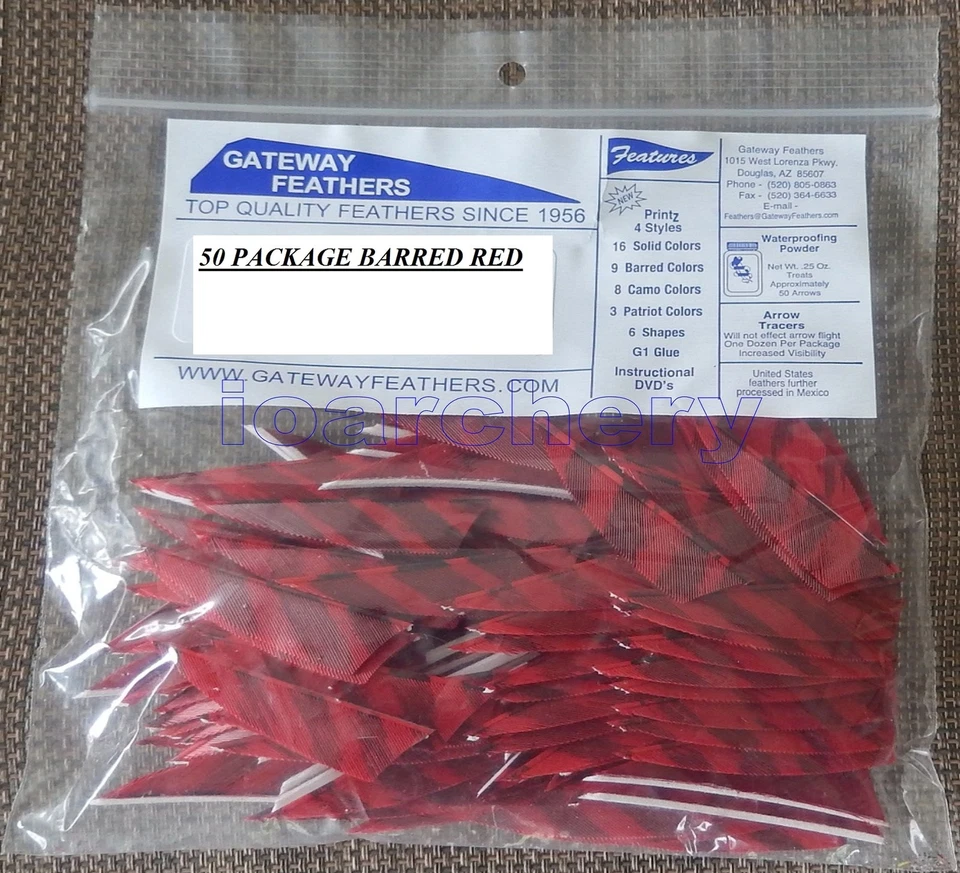 GATEWAY
FEATHERS
TOP QUALITY FEATHERS SINCE 1956
50 PACKAGE BARRED RED
WWW.GATEWAYFEATHERS.COM
Features
NEW
Printz
4 Styles
16 Solid Colors
9 Barred Colors
8 Camo Colors
3 Patriot Colors
6 Shapes
G1 Glue
Instructional
DVD's
Gateway Feathers
1015 West Lorenza Pkwy.
Douglas, AZ 85607
Phone - (520) 805-0863
Fax - (520) 364-6633
E-mail -
Feathers@GatewayFeathers.com
Waterproofing
Powder
Net Wt. .25 Oz.
Treats
Approximately
50 Arrows
Arrow
Tracers
Will not effect arrow flight
One Dozen Per Package
Increased Visibility
United States
feathers further
processed in Mexico
ioarchery